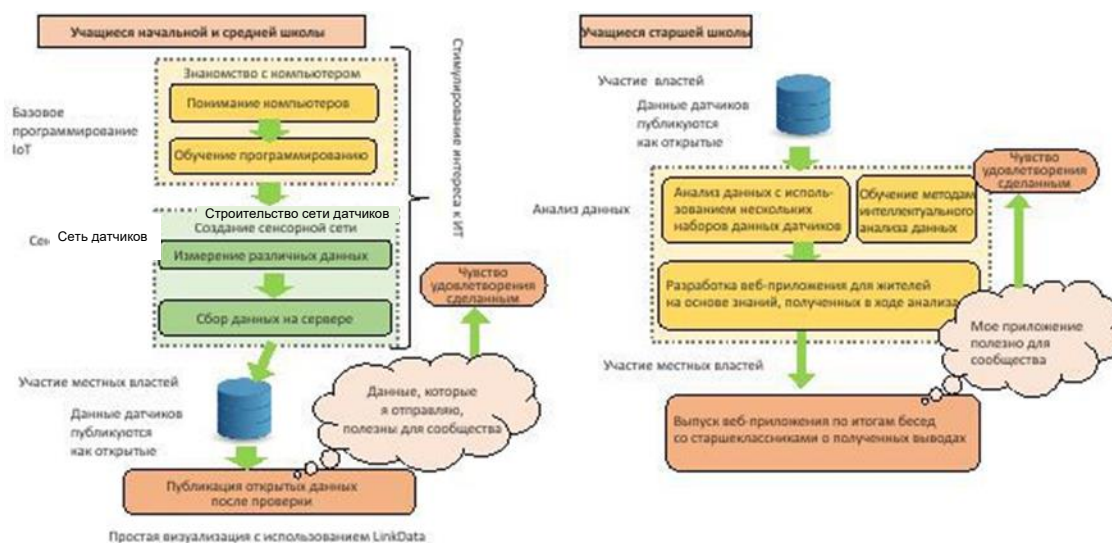 Учащиеся начальной и средней школы
Знакомство с компьютером
Понимание компьютеров
Обучение программированию
Базовое
программирование
IoT
Стимулирование интереса к ИТ
Строительство сети датчиков
Создание сенсорной сети
Сеть датчиков
Измерение различных данных
Сбор данных на сервере
Чувство
удовлетворения
сделанным
Участие местных властей
Данные датчиков
публикуются
как открытые
Данные, которые
я отправляю,
полезны для сообщества
Публикация открытых данных
после проверки
Простая визуализация с использованием LinkData
Учащиеся старшей школы
Участие властей
Данные датчиков
публикуются
как открытые
Чувство
удовлетворения
сделанным
Анализ данных
Анализ данных с исполь-
зованием нескольких
наборов данных датчиков
Обучение методам
интеллектуального
анализа данных
Разработка веб-приложения для жителей
на основе знаний, полученных в ходе анализа
Мое приложение
полезно для
сообщества
Участие местных властей
Выпуск веб-приложения по итогам бесед
со старшеклассниками о полученных выводах